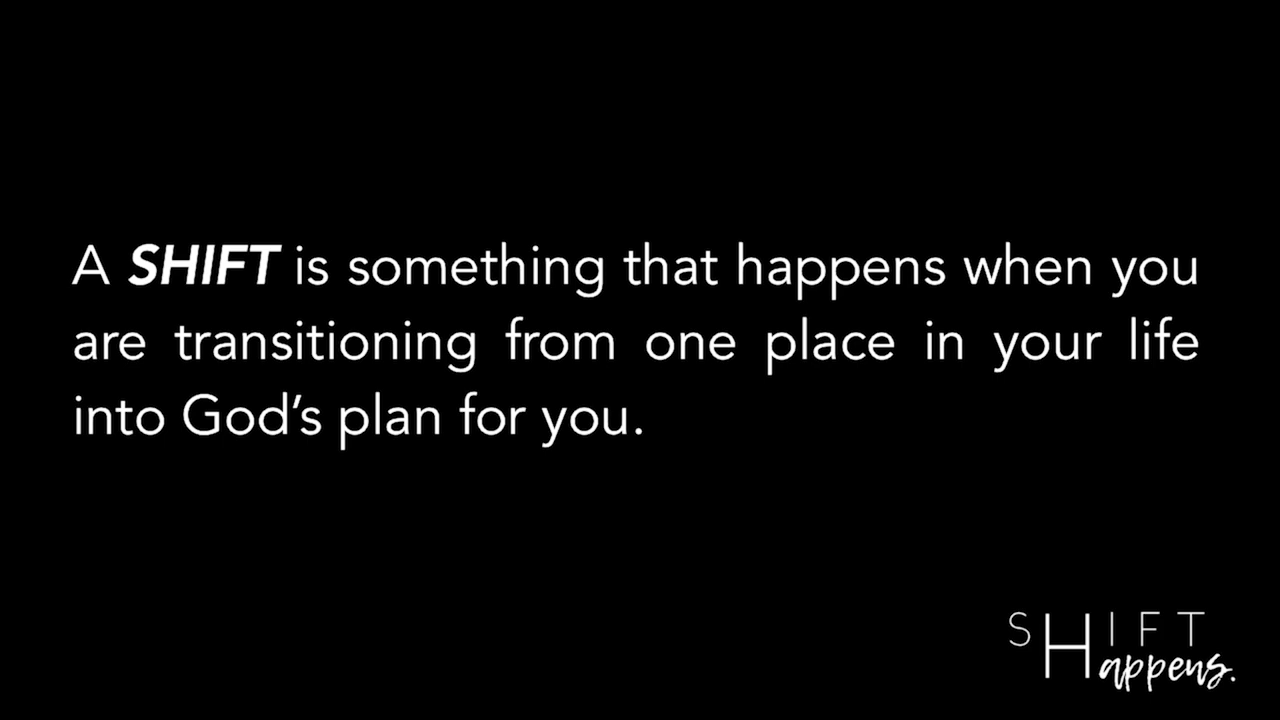 A SHIFT is something that happens when you
are transitioning from one place in your life
into God’s plan for you.
SHIFT
Happens.